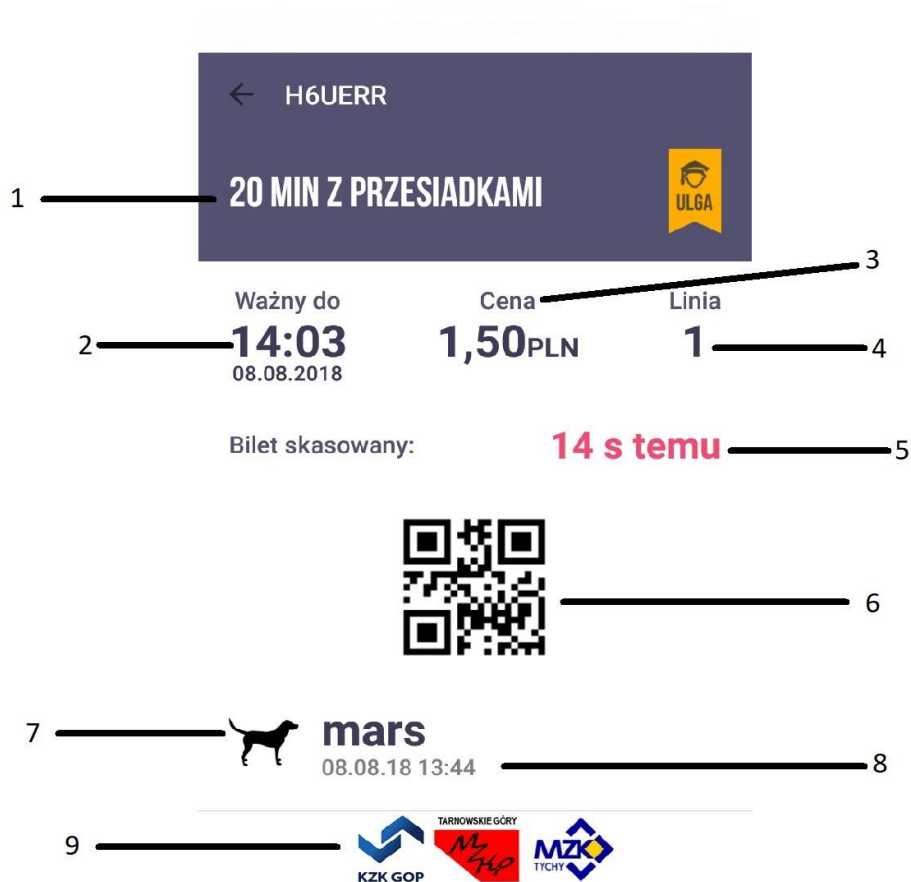 H6UERR
1
20 MIN Z PRZESIADKAMI
ULGA
3
Ważny do
Cena
Linia
2
14:03
1,50PLN
1
4
08.08.2018
Bilet skasowany:
14 s temu
5
6
7
mars
08.08.18 13:44
8
9
KZK GOP
TARNOWSKIE GÓRY
MZKP
MZK
TYCHY